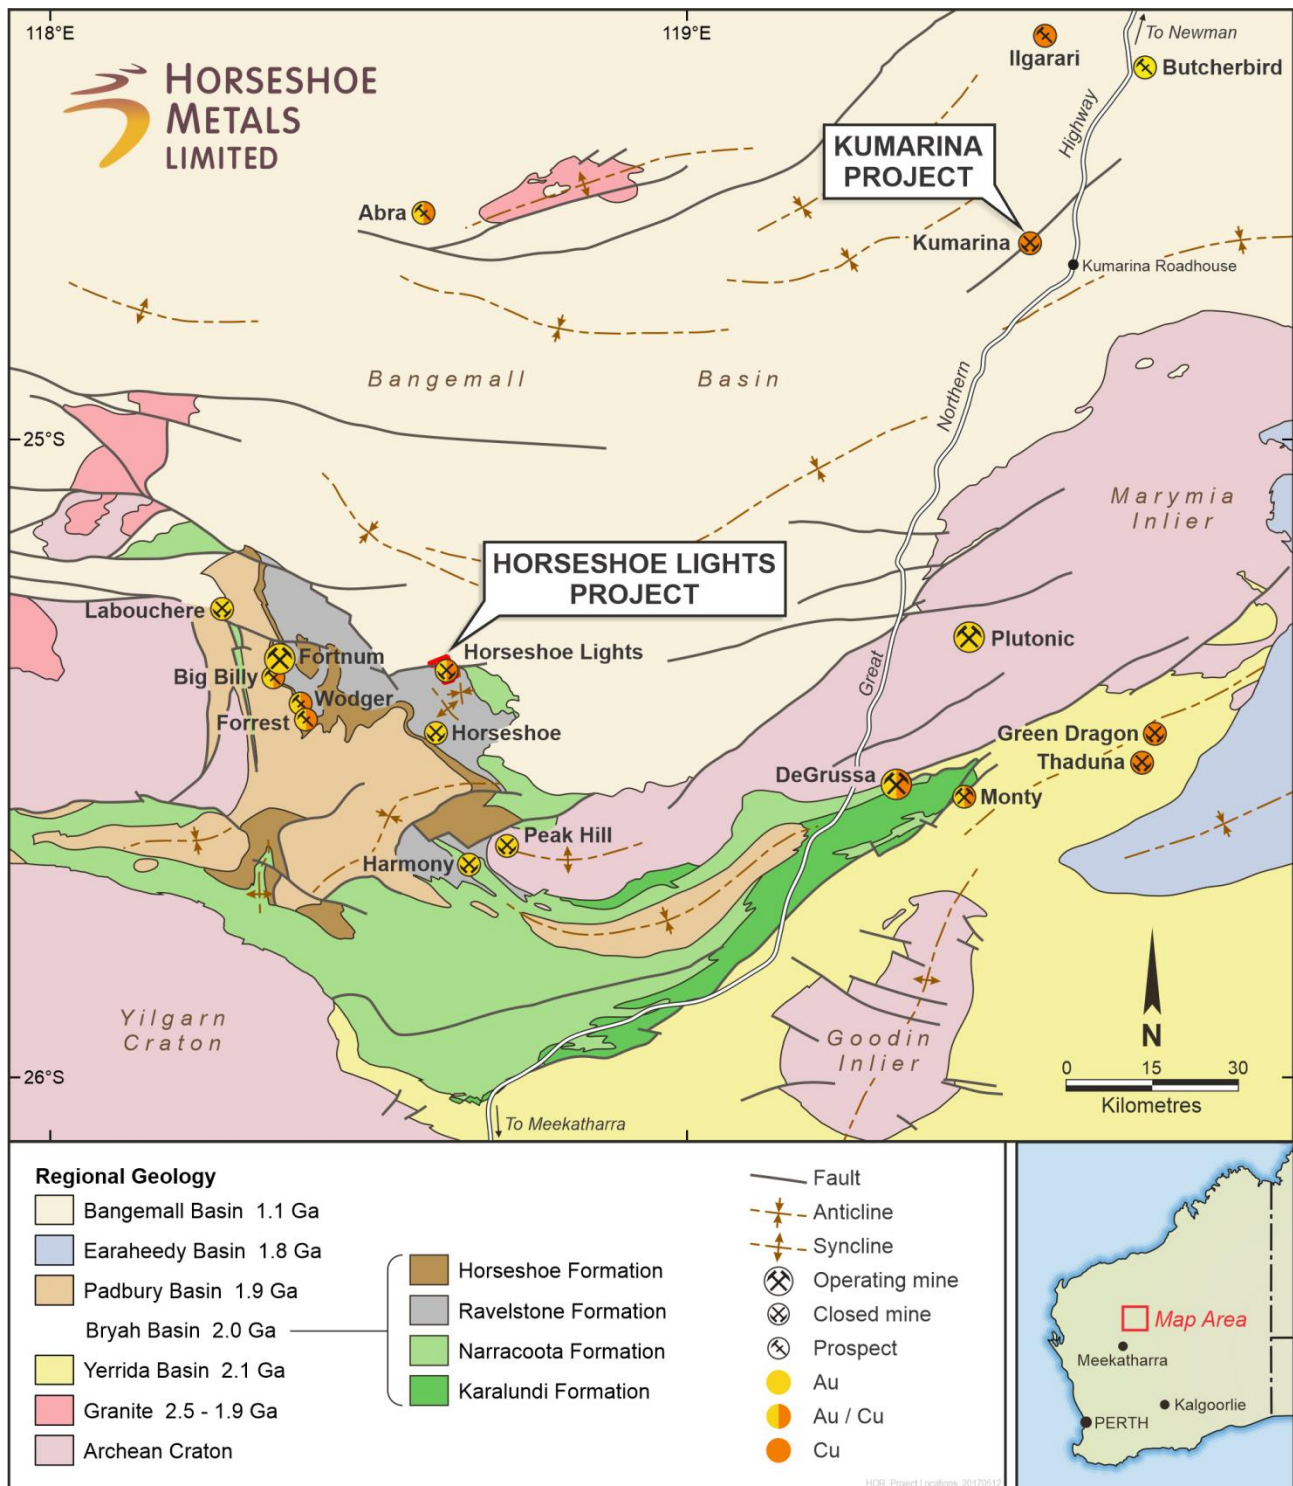 118°E
119°E
HORSESHOE
METALS
LIMITED
To Newman
Ilgarari
Butcherbird
Highway
KUMARINA
PROJECT
Abra
Kumarina
Kumarina Roadhouse
Bangemall Basin
Northern
25°S
Marymia
Inlier
HORSESHOE LIGHTS
PROJECT
Labouchere
Horseshoe Lights
Plutonic
Fortnum
Big Billy
Great
Wodger
Forrest
Horseshoe
Green Dragon
Thaduna
DeGrussa
Monty
Peak Hill
Harmony
Yilgarn
Craton
Goodin
Inlier
N
26°S
0 15 30
Kilometres
To Meekatharra
Regional Geology
Bangemall Basin 1.1 Ga
Earaheedy Basin 1.8 Ga
Padbury Basin 1.9 Ga
Bryah Basin 2.0 Ga
Yerrida Basin 2.1 Ga
Granite 2.5 - 1.9 Ga
Archean Craton
Horseshoe Formation
Ravelstone Formation
Narracoota Formation
Karalundi Formation
Fault
Anticline
Syncline
Operating mine
Closed mine
Prospect
Au
Au / Cu
Cu
HOR_Project Locations_20170512
Map Area
Meekatharra
Kalgoorlie
PERTH